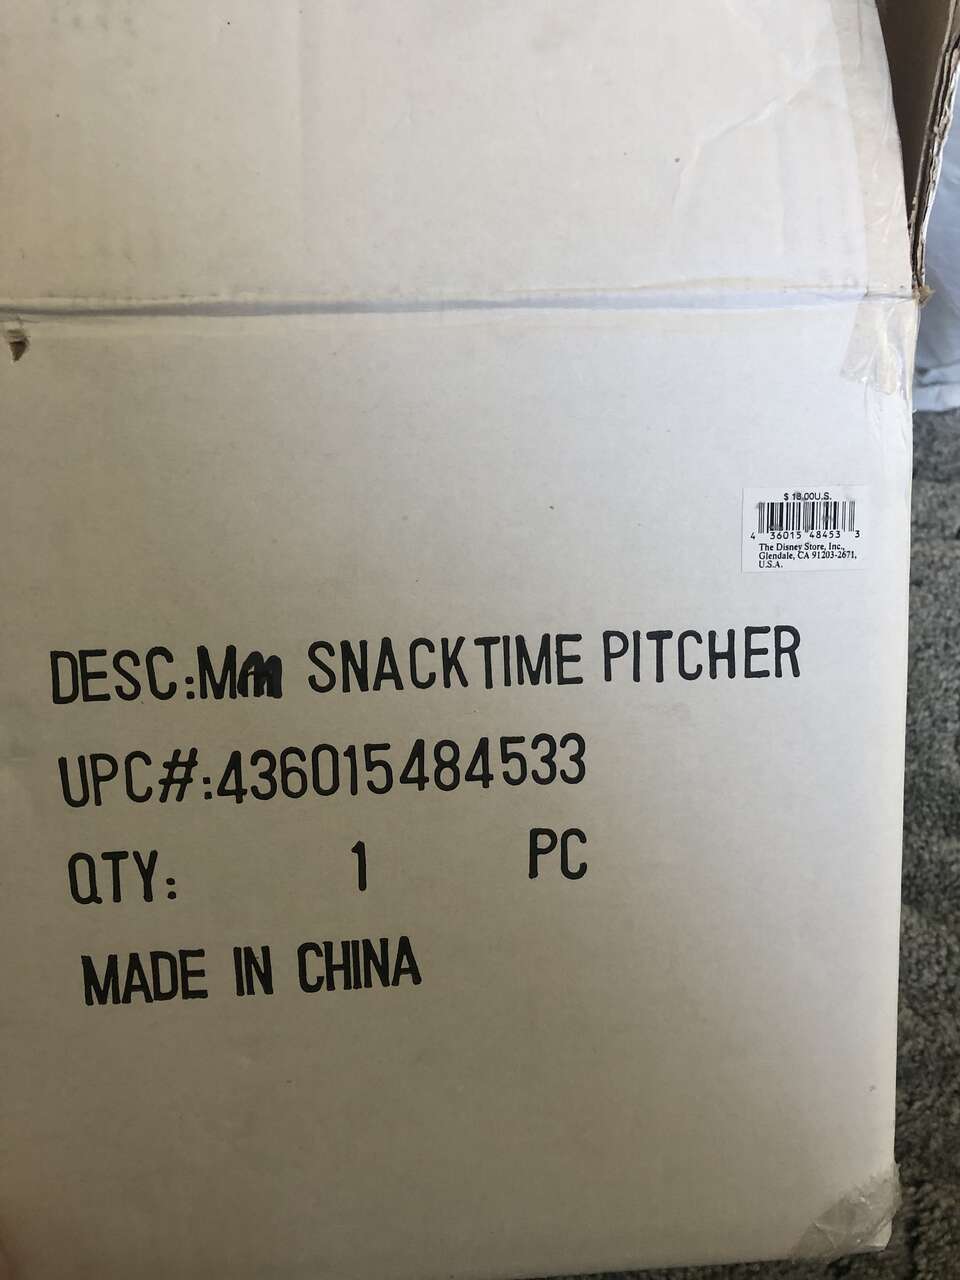 $ 18.00U.S.
4 36015 48453 3
The Disney Store, Inc.,
Glendale, CA 91203-2671,
U.S.A.
DESC: SNACKTIME PITCHER
UPC#:436015484533
QTY: 1 PC
MADE IN CHINA